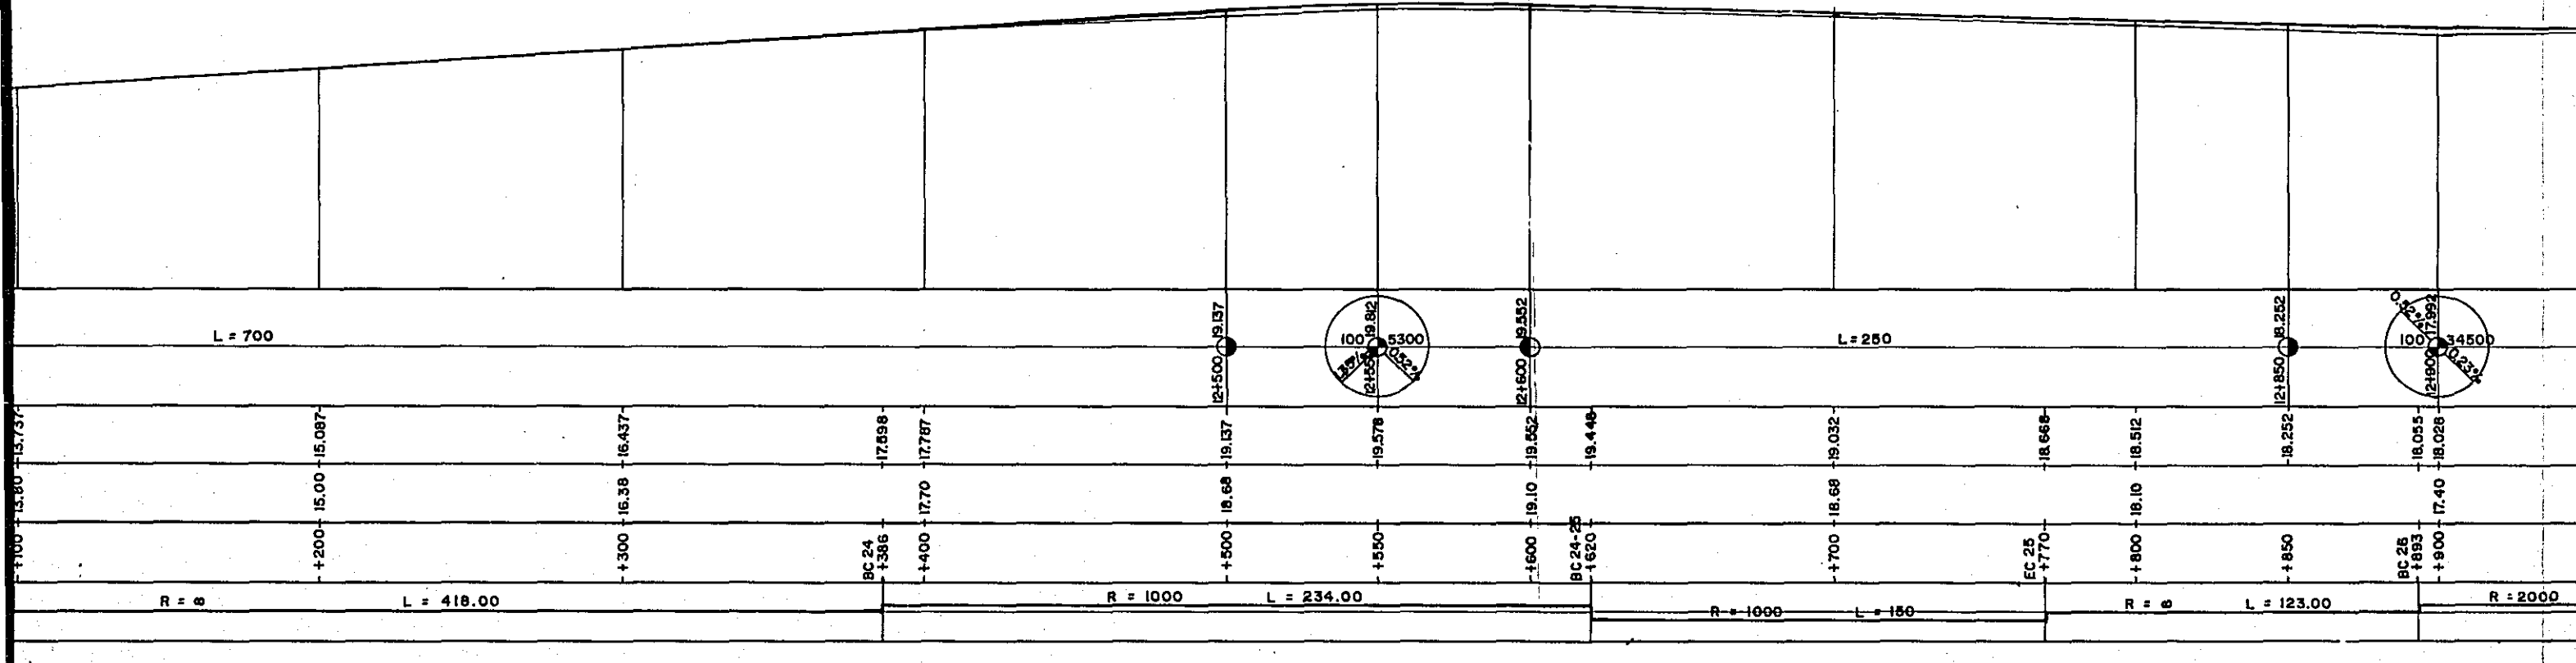 L = 700
12+500 19.137
100 5300
12+550 19.812
1.35% 0.52%
12+600 19.552
L=250
12+850 18.252
0.52%
100 34500
12+900 17.992
0.23%
13.737 15.087 16.437 17.598 17.787 19.137 19.578 19.552 19.448 19.032 18.668 18.512 18.252 18.055 18.028
13.80 15.00 16.38 17.70 18.68 19.10 18.68 18.10 17.40
+100 +200 +300 BC 24 +386 +400 +500 +550 +600 BC 24-25 +620 +700 EC 25 +770 +800 +850 BC 26 +893 +900
R = ∞ L = 418.00 R = 1000 L = 234.00 R = 1000 L = 150 R = ∞ L = 123.00 R = 2000